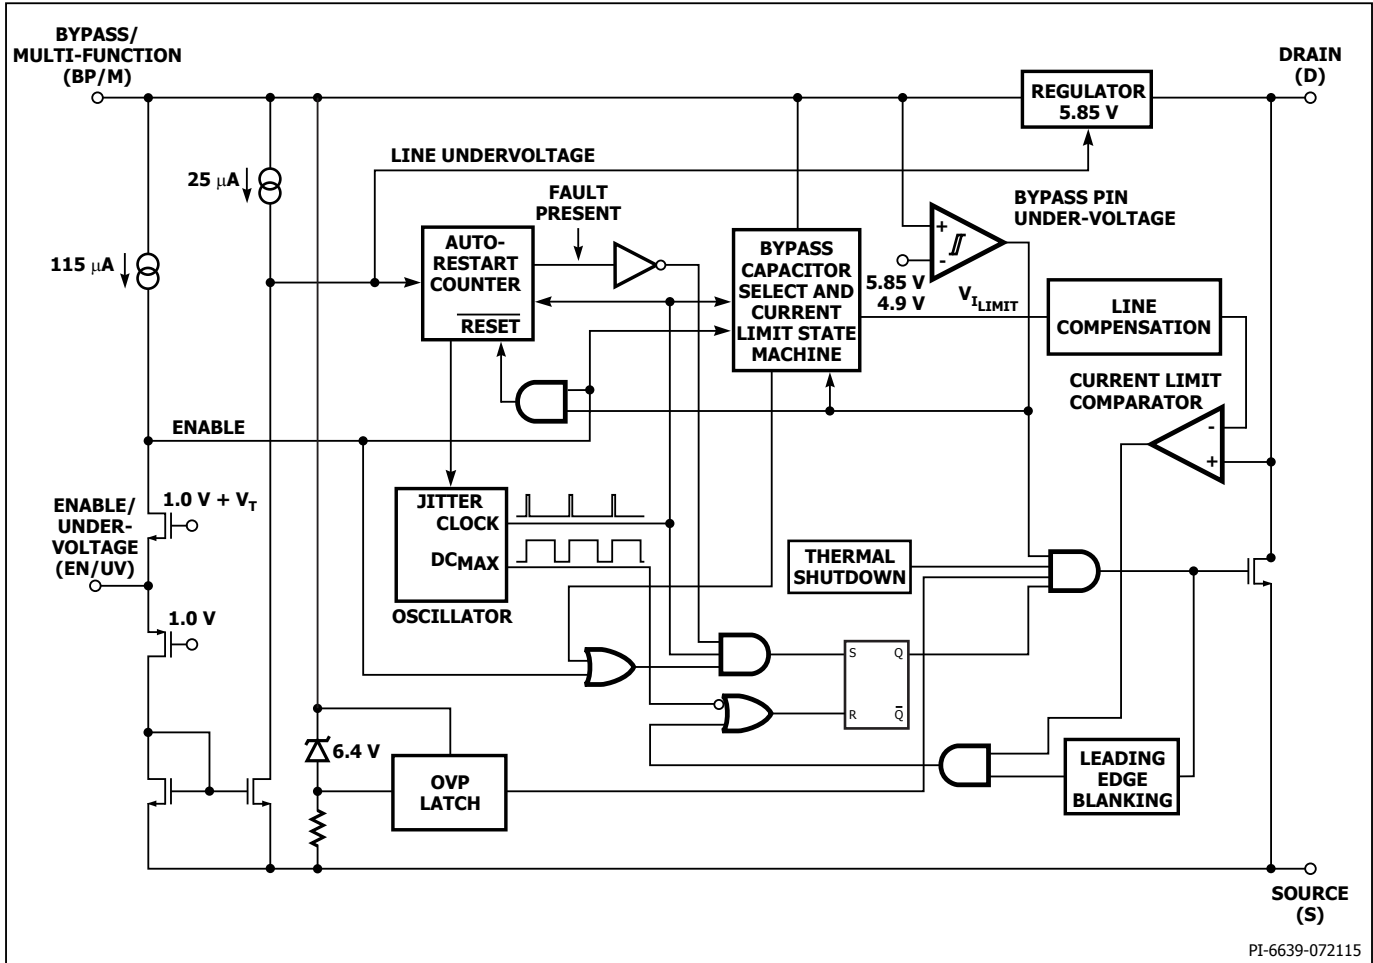 BYPASS/
MULTI-FUNCTION
(BP/M)
DRAIN
(D)
REGULATOR
5.85 V
LINE UNDERVOLTAGE
25 μA
FAULT
PRESENT
BYPASS PIN
UNDER-VOLTAGE
115 μA
AUTO-
RESTART
COUNTER
RESET
BYPASS
CAPACITOR
SELECT AND
CURRENT
LIMIT STATE
MACHINE
+
-
5.85 V
4.9 V
VILIMIT
LINE
COMPENSATION
CURRENT LIMIT
COMPARATOR
-
+
ENABLE
ENABLE/
UNDER-
VOLTAGE
(EN/UV)
1.0 V + VT
1.0 V
JITTER
CLOCK
DCMAX
OSCILLATOR
THERMAL
SHUTDOWN
S Q
R Q̅
6.4 V
OVP
LATCH
LEADING
EDGE
BLANKING
SOURCE
(S)
PI-6639-072115